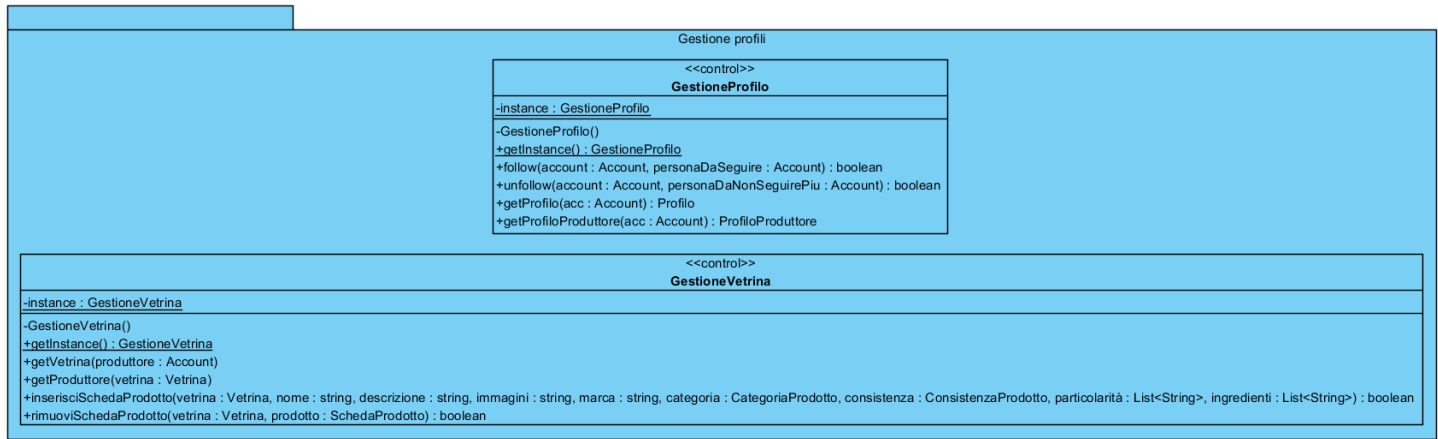 Gestione profili
<<control>>
GestioneProfilo
-instance : GestioneProfilo
-GestioneProfilo()
+getInstance() : GestioneProfilo
+follow(account : Account, personaDaSeguire : Account) : boolean
+unfollow(account : Account, personaDaNonSeguirePiu : Account) : boolean
+getProfilo(acc : Account) : Profilo
+getProfiloProduttore(acc : Account) : ProfiloProduttore
<<control>>
GestioneVetrina
-instance : GestioneVetrina
-GestioneVetrina()
+getInstance() : GestioneVetrina
+getVetrina(produttore : Account)
+getProduttore(vetrina : Vetrina)
+inserisciSchedaProdotto(vetrina : Vetrina, nome : string, descrizione : string, immagini : string, marca : string, categoria : CategoriaProdotto, consistenza : ConsistenzaProdotto, particolarità : List<String>, ingredienti : List<String>) : boolean
+rimuoviSchedaProdotto(vetrina : Vetrina, prodotto : SchedaProdotto) : boolean